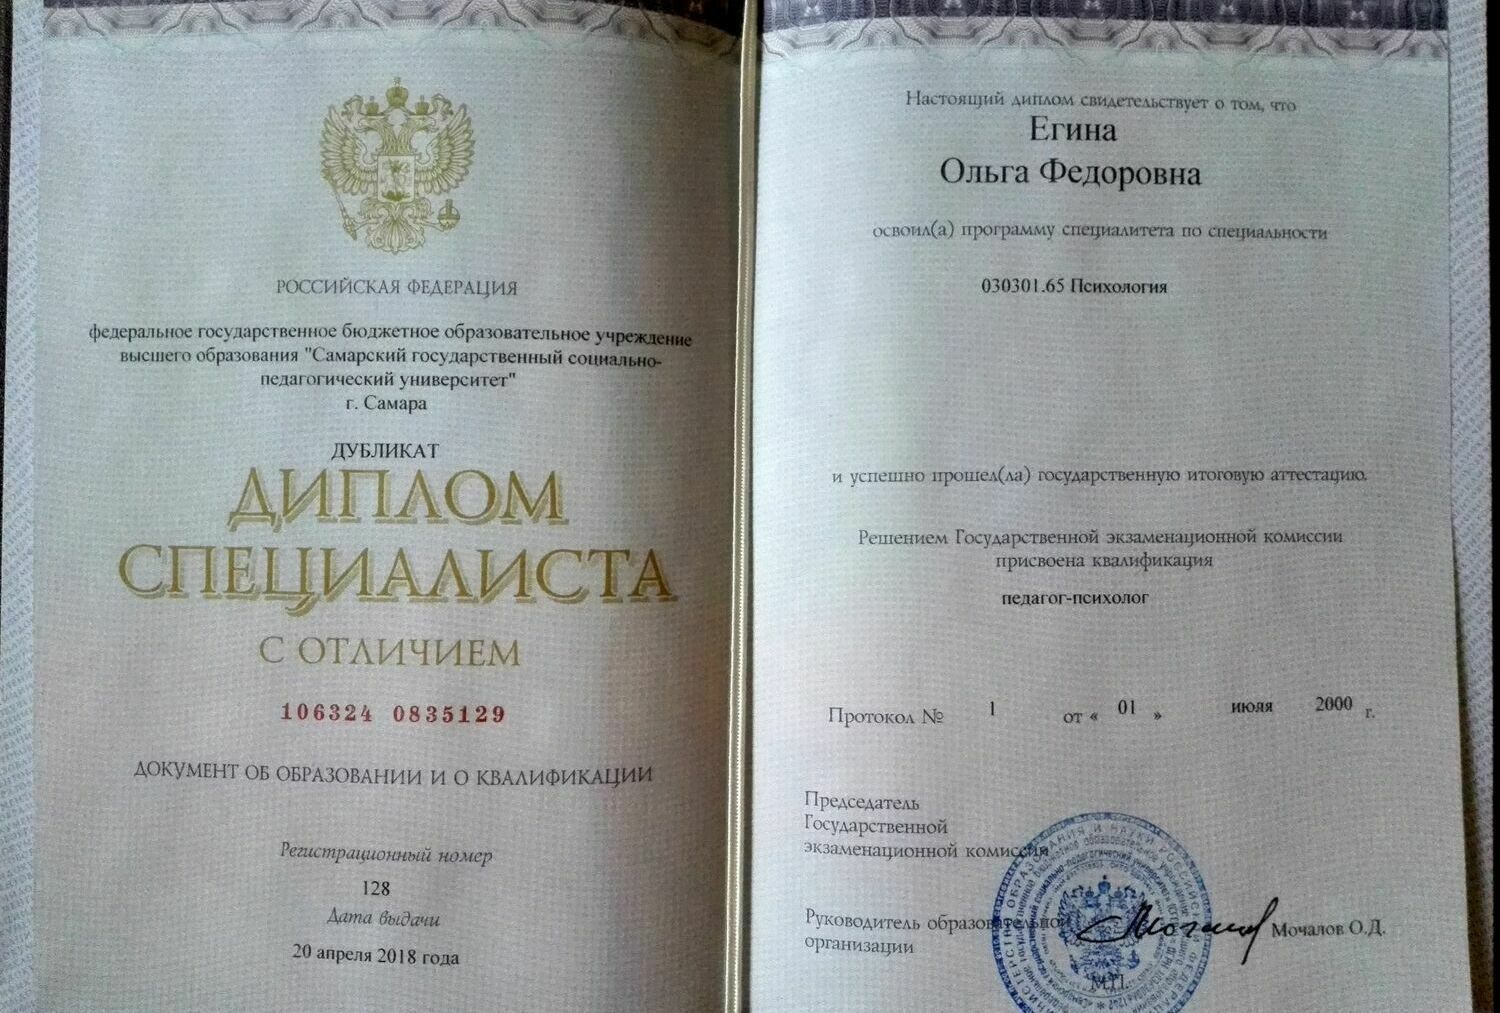 РОССИЙСКАЯ ФЕДЕРАЦИЯ
федеральное государственное бюджетное образовательное учреждение
высшего образования "Самарский государственный социально-
педагогический университет"
г. Самара
ДУБЛИКАТ
ДИПЛОМ
СПЕЦИАЛИСТА
С ОТЛИЧИЕМ
106324 0835129
ДОКУМЕНТ ОБ ОБРАЗОВАНИИ И О КВАЛИФИКАЦИИ
Регистрационный номер
128
Дата выдачи
20 апреля 2018 года
Настоящий диплом свидетельствует о том, что
Егина
Ольга Федоровна
освоил(а) программу специалитета по специальности
030301.65 Психология
и успешно прошел(ла) государственную итоговую аттестацию.
Решением Государственной экзаменационной комиссии
присвоена квалификация
педагог-психолог
Протокол № 1 от « 01 » июля 2000 г.
Председатель
Государственной
экзаменационной комиссии
Руководитель образовательной
организации
Мочалов О.Д.
М.П.